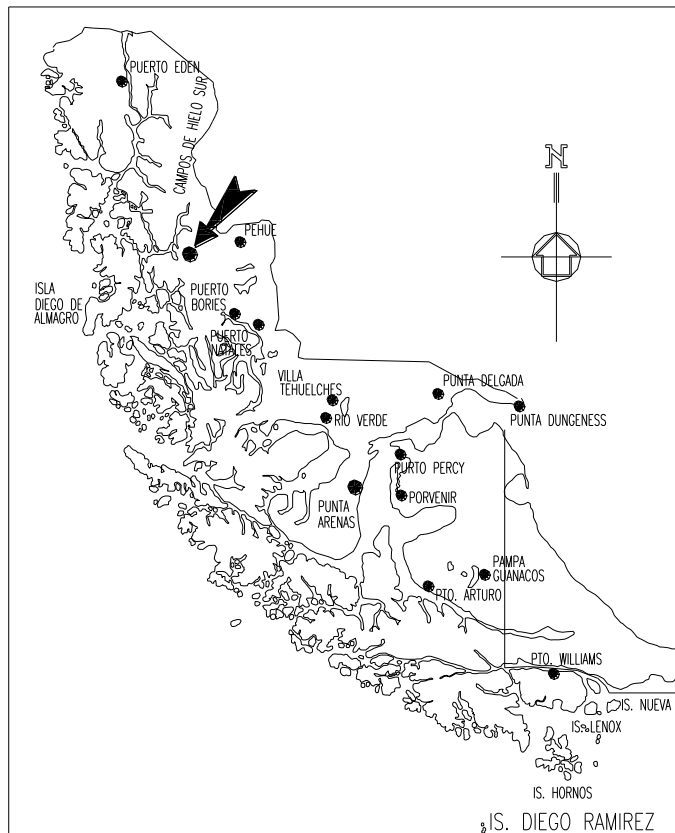 PUERTO EDEN
CAMPOS DE HIELO SUR
N
PEHUE
ISLA
DIEGO DE
ALMAGRO
PUERTO
BORIES
PUERTO
NATALES
VILLA
TEHUELCHES
PUNTA DELGADA
RIO VERDE
PUNTA DUNGENESS
PURTO PERCY
PUNTA
ARENAS
PORVENIR
PAMPA
GUANACOS
PTO. ARTURO
PTO. WILLIAMS
IS. NUEVA
IS. LENOX
IS. HORNOS
IS. DIEGO RAMIREZ